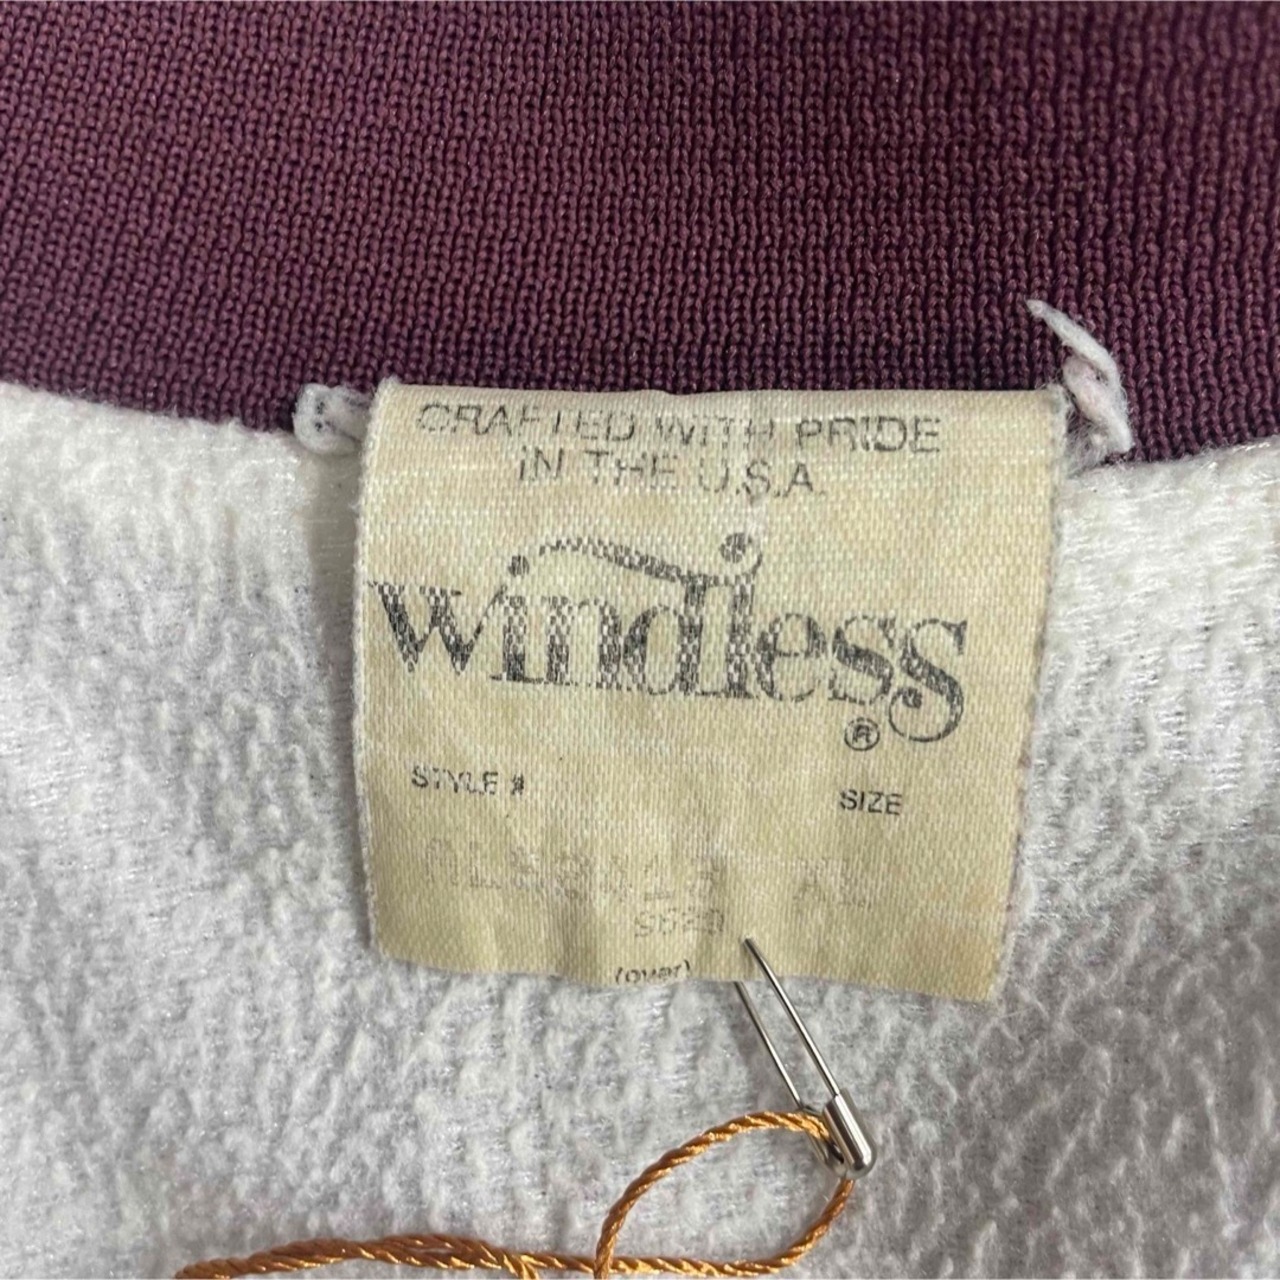 CRAFTED WITH PRIDE
IN THE U.S.A.
windless
®
STYLE # SIZE
(over)